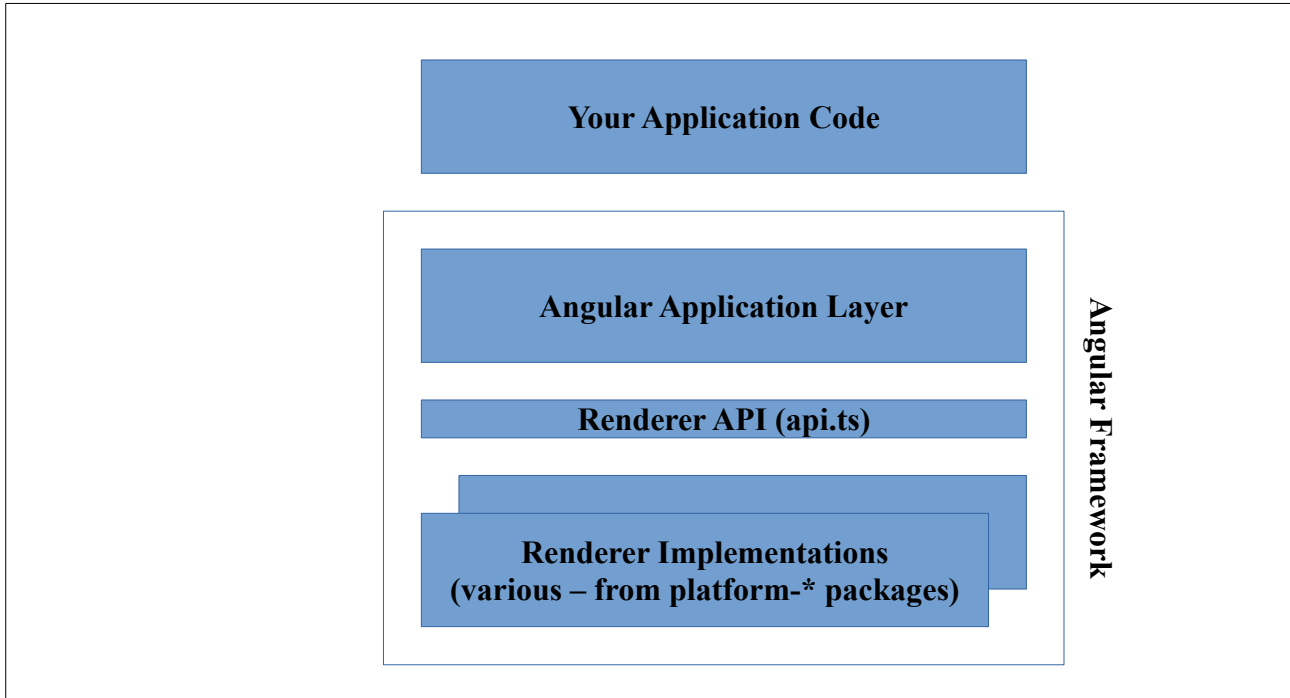 Your Application Code
Angular Application Layer
Renderer API (api.ts)
Renderer Implementations
(various – from platform-* packages)
Angular Framework